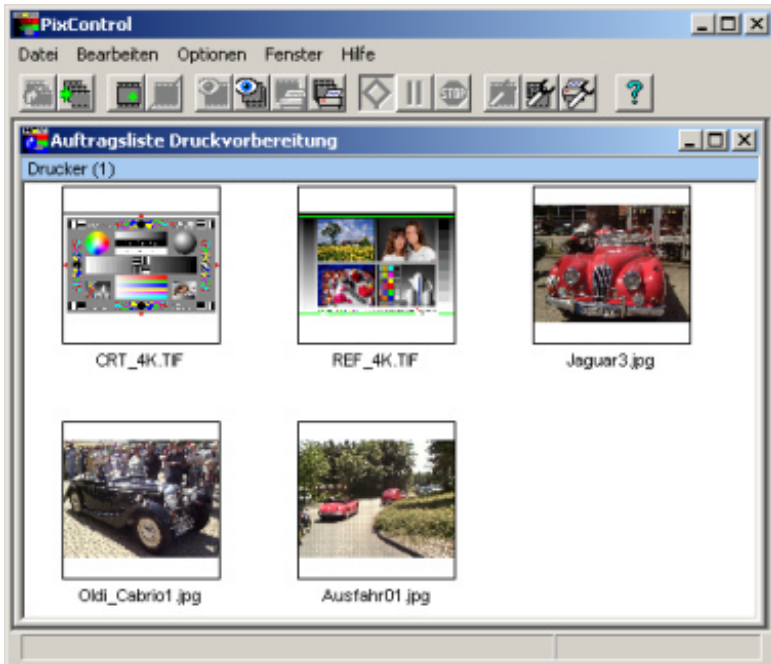 PixControl
Datei Bearbeiten Optionen Fenster Hilfe
STOP
?
Auftragsliste Druckvorbereitung
Drucker (1)
CRT_4K.TIF
REF_4K.TIF
Jaguar3.jpg
Oldi_Cabrio1.jpg
Ausfahr01.jpg